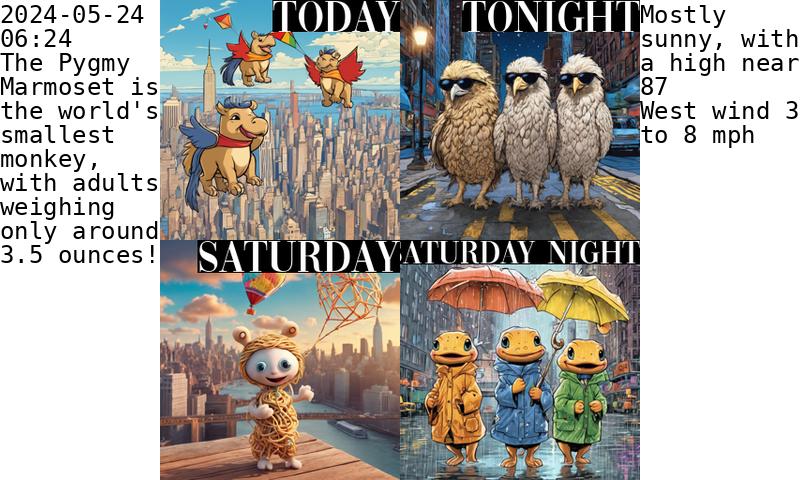 2024-05-24
06:24
The Pygmy
Marmoset is
the world's
smallest
monkey,
with adults
weighing
only around
3.5 ounces!
TODAY
TONIGHT
SATURDAY
ATURDAY NIGHT
Mostly
sunny, with
a high near
87
West wind 3
to 8 mph